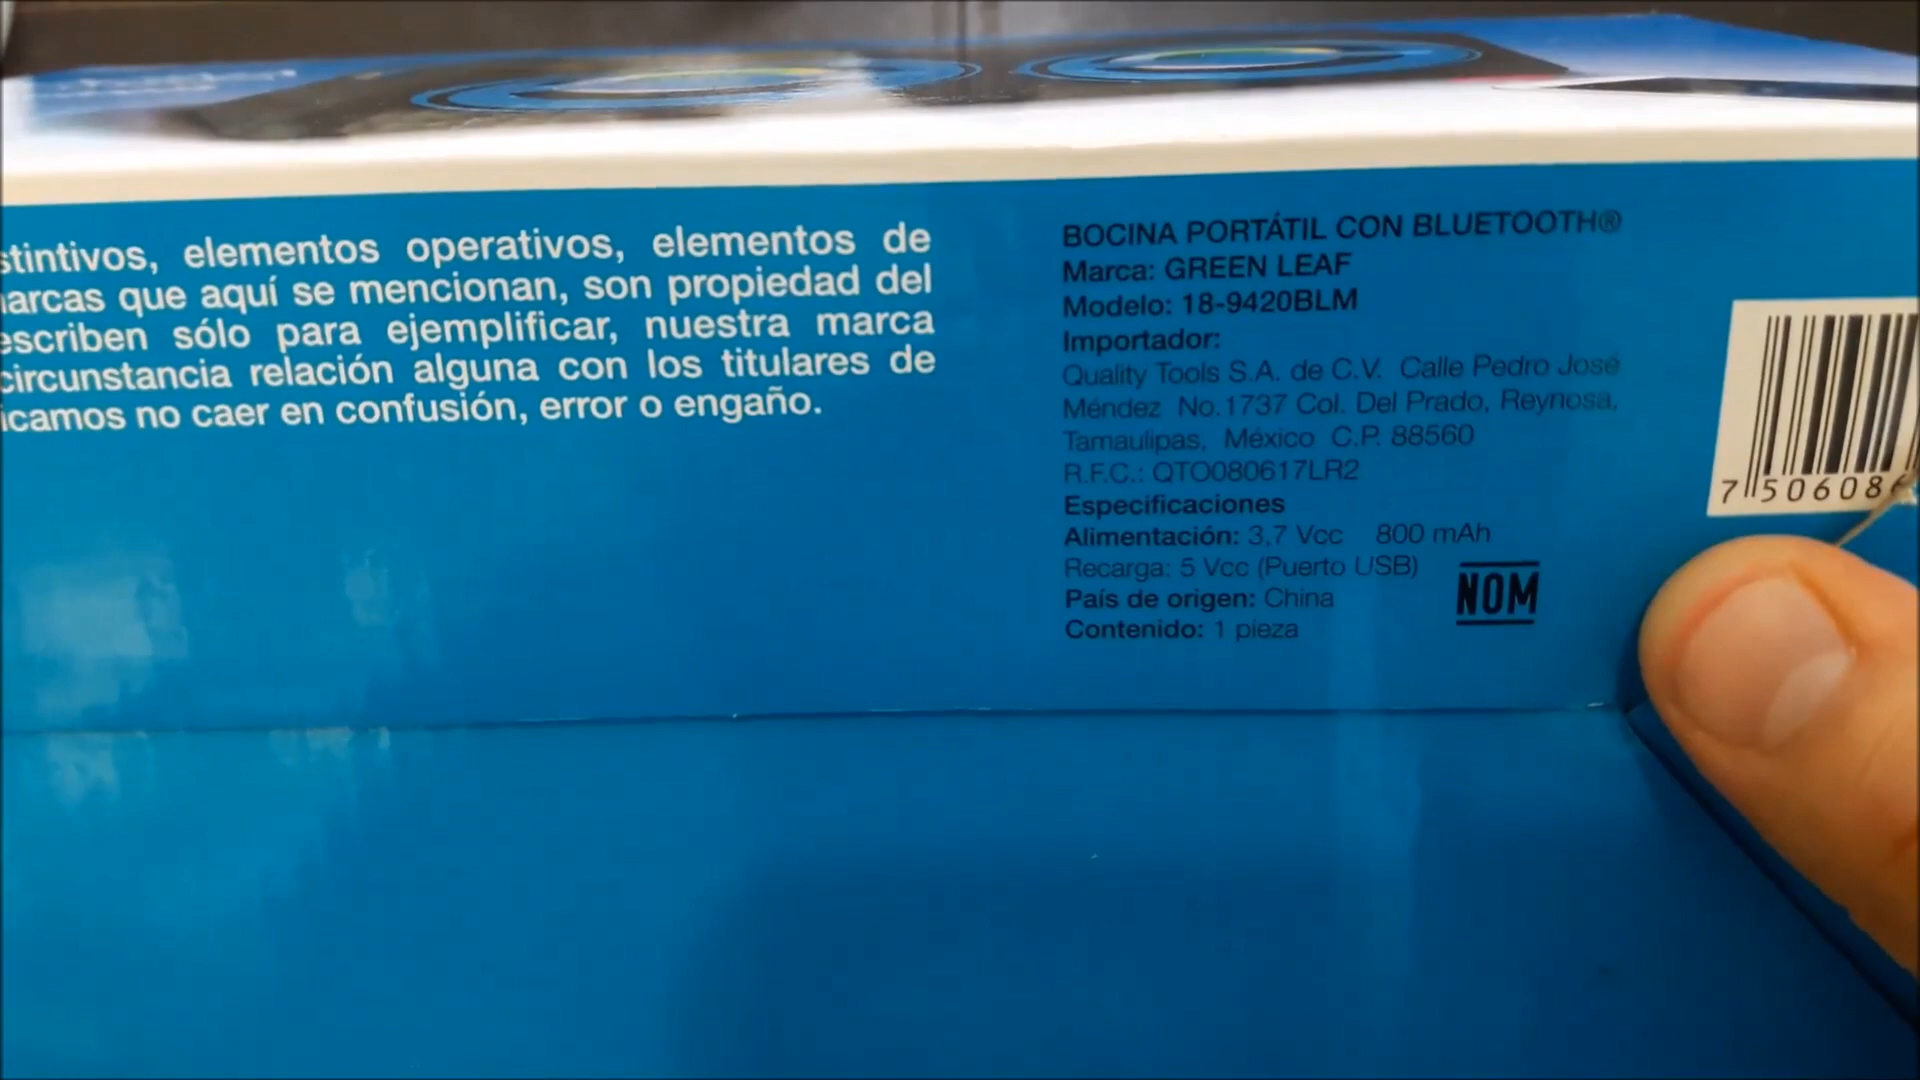 stintivos, elementos operativos, elementos de
arcas que aquí se mencionan, son propiedad del
escriben sólo para ejemplificar, nuestra marca
circunstancia relación alguna con los titulares de
icamos no caer en confusión, error o engaño.
BOCINA PORTÁTIL CON BLUETOOTH®
Marca: GREEN LEAF
Modelo: 18-9420BLM
Importador:
Quality Tools S.A. de C.V. Calle Pedro José
Méndez No.1737 Col. Del Prado, Reynosa,
Tamaulipas, México C.P. 88560
R.F.C.: QTO080617LR2
Especificaciones
Alimentación: 3,7 Vcc 800 mAh
Recarga: 5 Vcc (Puerto USB)
País de origen: China
Contenido: 1 pieza
NOM
7 506086